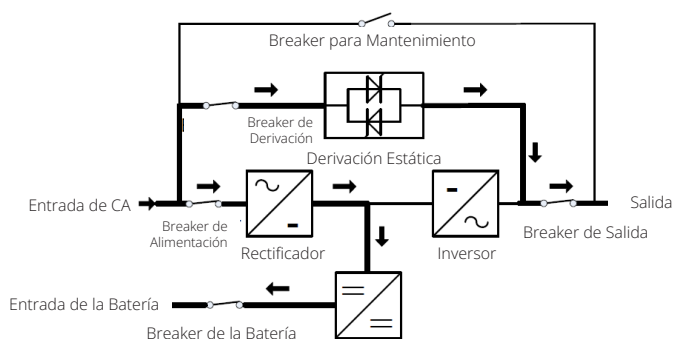 Breaker para Mantenimiento
Breaker de
Derivación
Derivación Estática
Entrada de CA
Salida
Breaker de
Alimentación
Rectificador
Inversor
Breaker de Salida
Entrada de la Batería
Breaker de la Batería